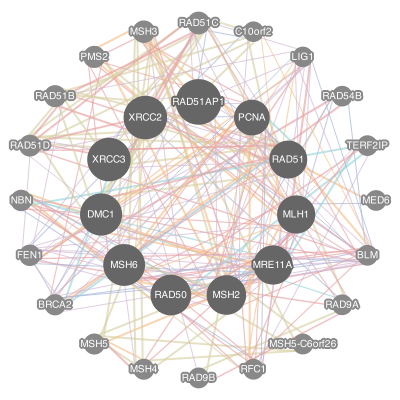 RAD51C
MSH3
C10orf2
PMS2
LIG1
RAD51B
RAD54B
RAD51AP1
XRCC2
PCNA
RAD51D
TERF2IP
XRCC3
RAD51
NBN
MED6
DMC1
MLH1
FEN1
BLM
MSH6
MRE11A
RAD50
MSH2
BRCA2
RAD9A
MSH5
MSH5-C6orf26
MSH4
RFC1
RAD9B